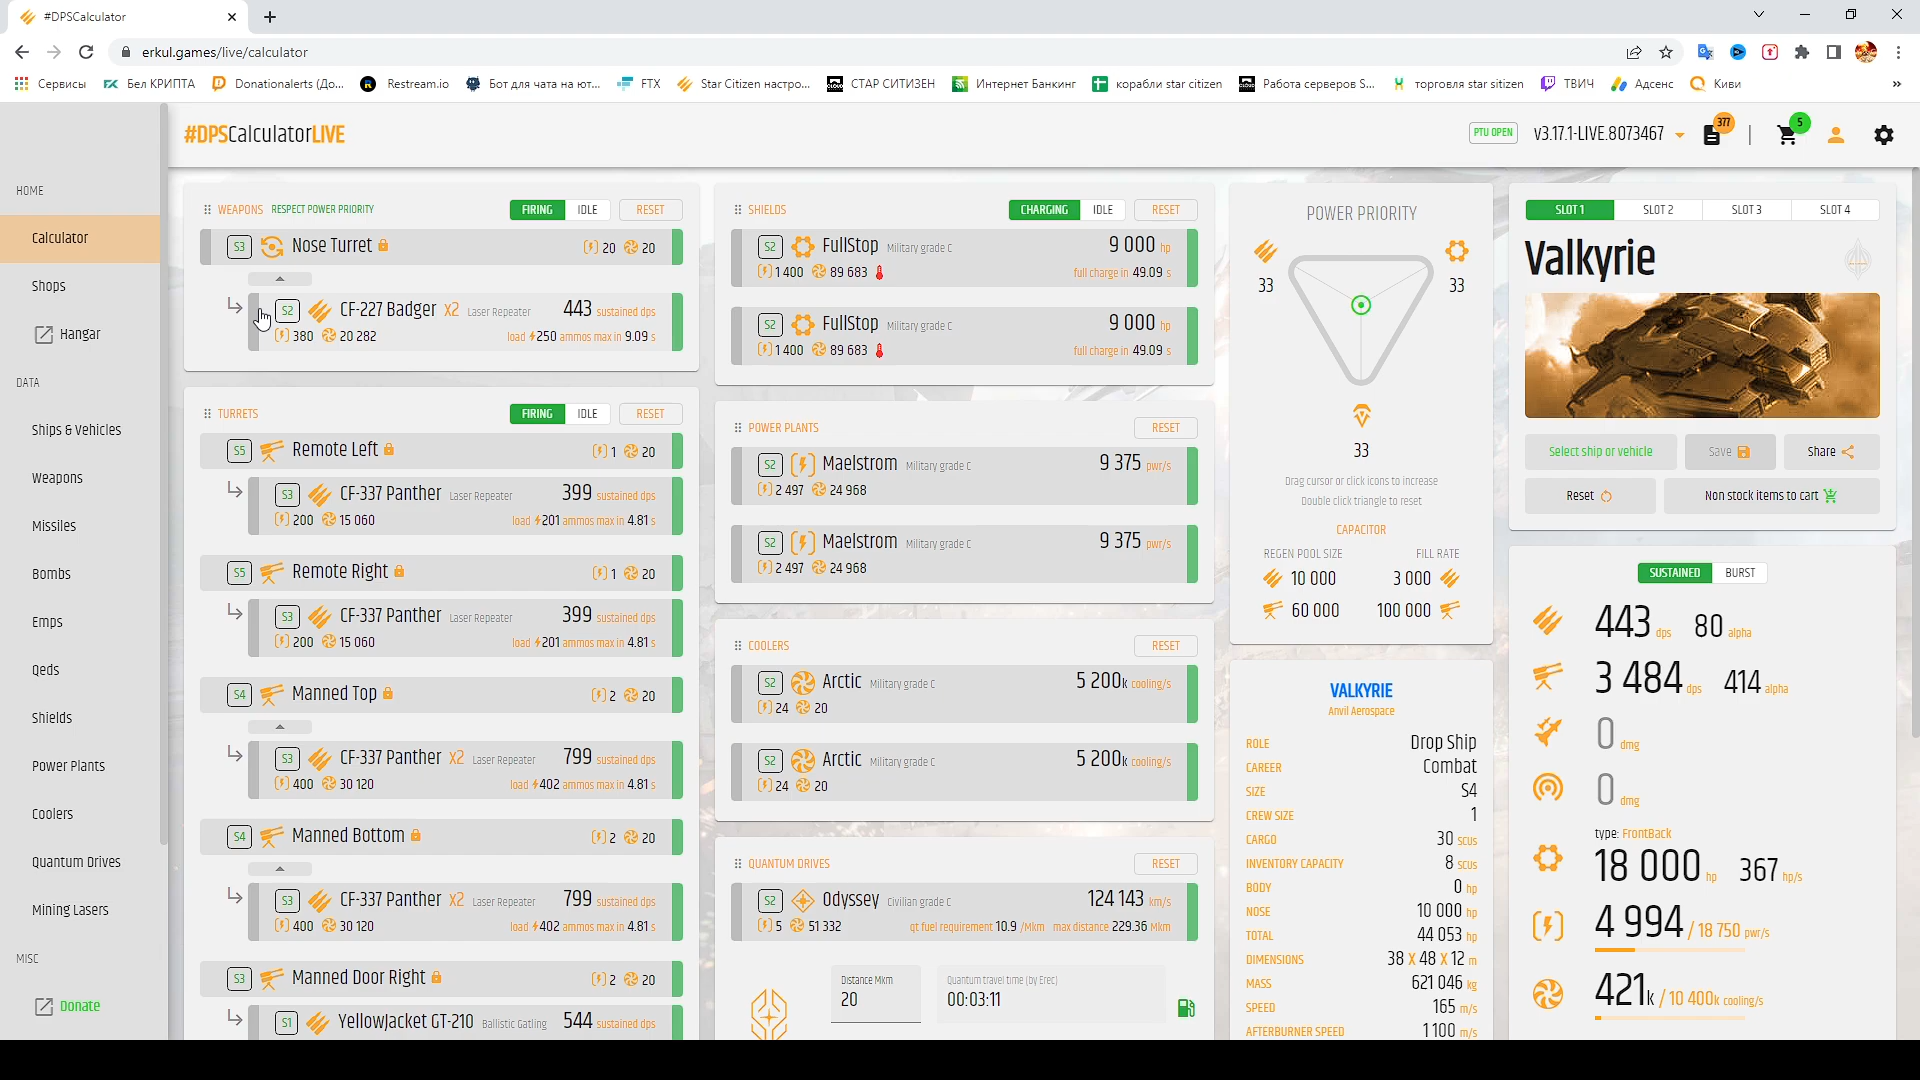 #DPSCalculator
erkul.games/live/calculator
Сервисы
Бел КРИПТА
Donationalerts (До...
Restream.io
Бот для чата на ют...
FTX
Star Citizen настро...
СТАР СИТИЗЕН
Интернет Банкинг
корабли star citizen
Работа серверов S...
торговля star sitizen
ТВИЧ
Адсенс
Киви
»
#DPSCalculatorLIVE
PTU OPEN
v3.17.1-LIVE.8073467
377
5
HOME
Calculator
Shops
Hangar
DATA
Ships & Vehicles
Weapons
Missiles
Bombs
Emps
Qeds
Shields
Power Plants
Coolers
Quantum Drives
Mining Lasers
MISC
Donate
WEAPONS RESPECT POWER PRIORITY FIRING IDLE RESET
S3 Nose Turret 20 20
S2 CF-227 Badger X2 Laser Repeater 443 sustained dps
380 20 282 load 250 ammos max in 9.09 s
TURRETS FIRING IDLE RESET
S5 Remote Left 1 20
S3 CF-337 Panther Laser Repeater 399 sustained dps
200 15 060 load 201 ammos max in 4.81 s
S5 Remote Right 1 20
S3 CF-337 Panther Laser Repeater 399 sustained dps
200 15 060 load 201 ammos max in 4.81 s
S4 Manned Top 2 20
S3 CF-337 Panther X2 Laser Repeater 799 sustained dps
400 30 120 load 402 ammos max in 4.81 s
S4 Manned Bottom 2 20
S3 CF-337 Panther X2 Laser Repeater 799 sustained dps
400 30 120 load 402 ammos max in 4.81 s
S3 Manned Door Right 2 20
S1 YellowJacket GT-210 Ballistic Gatling 544 sustained dps
SHIELDS CHARGING IDLE RESET
S2 FullStop Military grade C 9 000 hp
1 400 89 683 full charge in 49.09 s
S2 FullStop Military grade C 9 000 hp
1 400 89 683 full charge in 49.09 s
POWER PLANTS RESET
S2 Maelstrom Military grade C 9 375 pwr/s
2 497 24 968
S2 Maelstrom Military grade C 9 375 pwr/s
2 497 24 968
COOLERS RESET
S2 Arctic Military grade C 5 200k cooling/s
24 20
S2 Arctic Military grade C 5 200k cooling/s
24 20
QUANTUM DRIVES RESET
S2 Odyssey Civilian grade C 124 143 km/s
5 51 332 qt fuel requirement 10.9 /Mkm max distance 229.36 Mkm
Distance Mkm
20
Quantum travel time (by Erec)
00:03:11
POWER PRIORITY
33
33
33
Drag cursor or click icons to increase
Double click triangle to reset
CAPACITOR
REGEN POOL SIZE FILL RATE
10 000 3 000
60 000 100 000
VALKYRIE
Anvil Aerospace
ROLE Drop Ship
CAREER Combat
SIZE S4
CREW SIZE 1
CARGO 30 SCUs
INVENTORY CAPACITY 8 SCUs
BODY 0 hp
NOSE 10 000 hp
TOTAL 44 053 hp
DIMENSIONS 38 X 48 X 12 m
MASS 621 046 kg
SPEED 165 m/s
AFTERBURNER SPEED 1 100 m/s
SLOT 1 SLOT 2 SLOT 3 SLOT 4
Valkyrie
Select ship or vehicle Save Share
Reset Non stock items to cart
SUSTAINED BURST
443 dps 80 alpha
3 484 dps 414 alpha
0 dmg
0 dmg
type: FrontBack
18 000 hp 367 hp/s
4 994 / 18 750 pwr/s
421k / 10 400k cooling/s